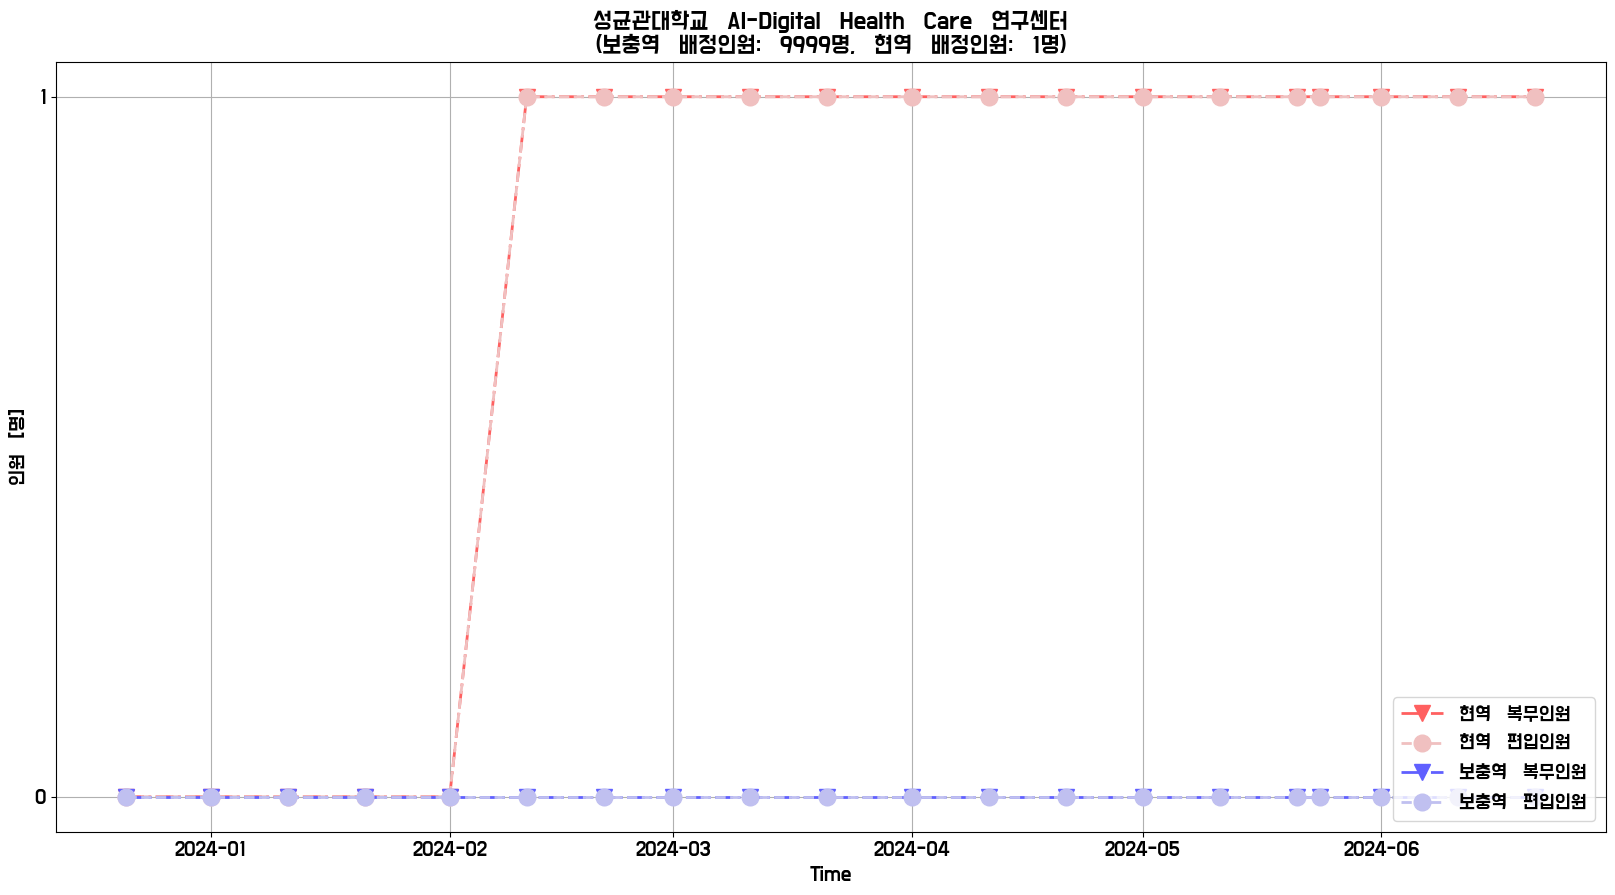 성균관대학교 AI-Digital Health Care 연구센터
(보충역 배정인원: 9999명, 현역 배정인원: 1명)
1
0
인원 [명]
2024-01 2024-02 2024-03 2024-04 2024-05 2024-06
Time
현역 복무인원
현역 편입인원
보충역 복무인원
보충역 편입인원